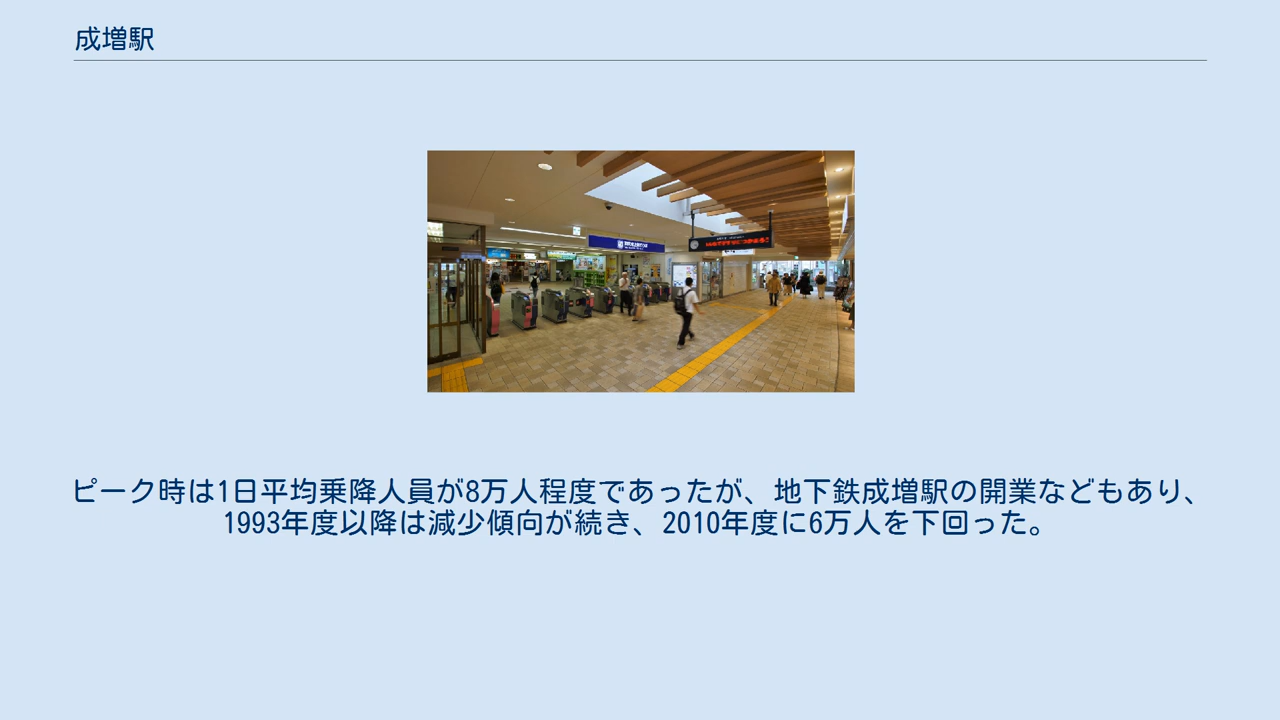 成増駅
ピーク時は1日平均乗降人員が8万人程度であったが、地下鉄成増駅の開業などもあり、
1993年度以降は減少傾向が続き、2010年度に6万人を下回った。